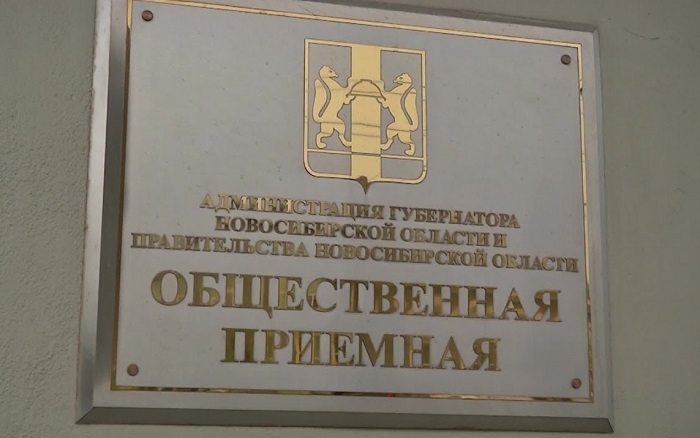 АДМИНИСТРАЦИЯ ГУБЕРНАТОРА
НОВОСИБИРСКОЙ ОБЛАСТИ И
ПРАВИТЕЛЬСТВА НОВОСИБИРСКОЙ ОБЛАСТИ
ОБЩЕСТВЕННАЯ
ПРИЕМНАЯ